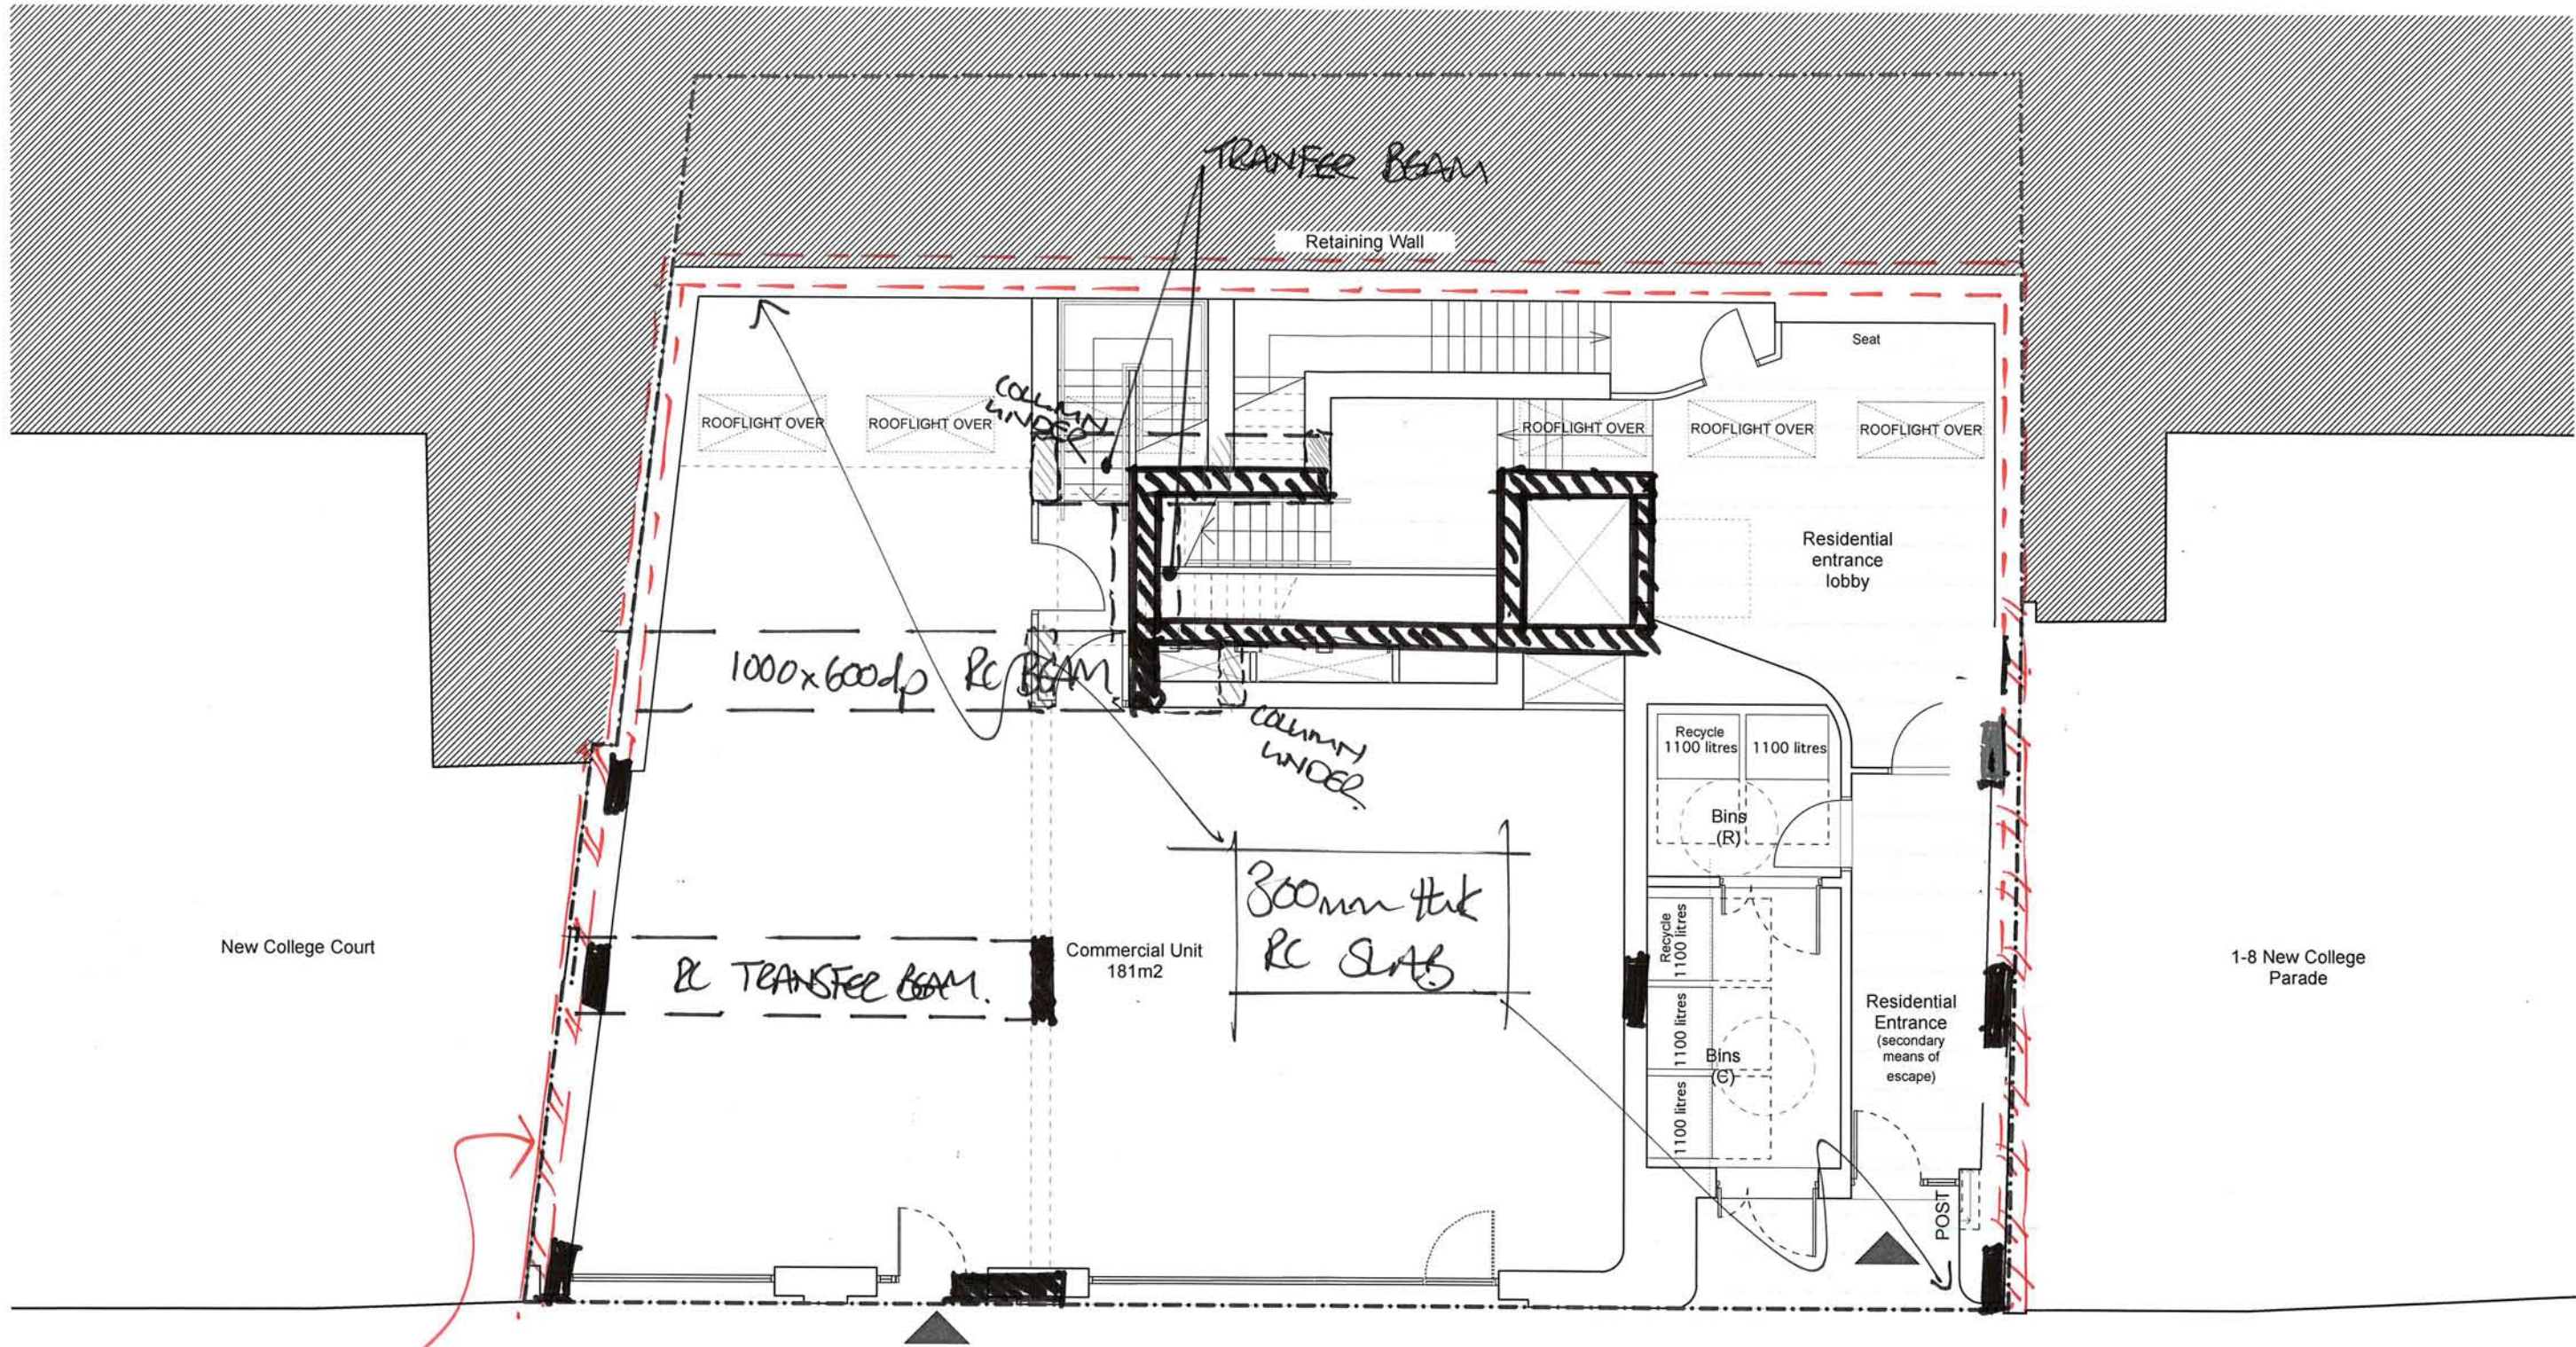 TRANFER BEAM
Retaining Wall
Seat
COLUMN
UNDER
ROOFLIGHT OVER
ROOFLIGHT OVER
ROOFLIGHT OVER
ROOFLIGHT OVER
ROOFLIGHT OVER
Residential
entrance
lobby
1000x600dp RC BEAM
COLUMN
UNDER
Recycle
1100 litres
1100 litres
Bins
(R)
300mm thk
RC SLAB
New College Court
RC TRANSFER BEAM.
Commercial Unit
181m2
Recycle
1100 litres
1100 litres
1100 litres
Bins
(C)
Residential
Entrance
(secondary
means of
escape)
1-8 New College
Parade
POST